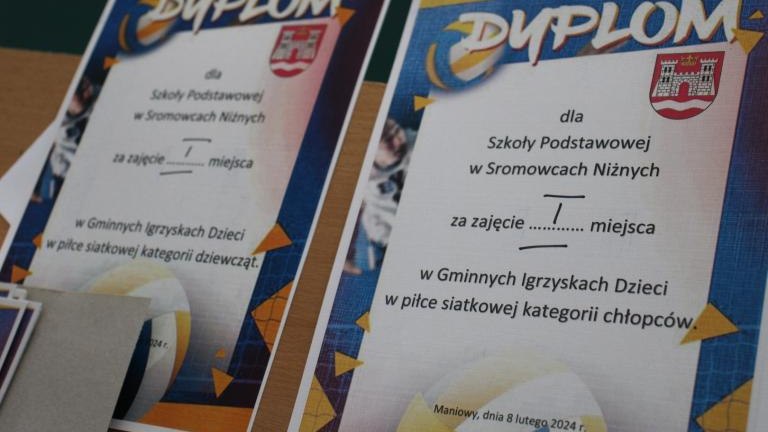 DYPLOM
dla
Szkoły Podstawowej
w Sromowcach Niżnych
za zajęcie ........... I miejsca
w Gminnych Igrzyskach Dzieci
w piłce siatkowej kategorii dziewcząt.
2024 r.
DYPLOM
dla
Szkoły Podstawowej
w Sromowcach Niżnych
za zajęcie ............ I miejsca
w Gminnych Igrzyskach Dzieci
w piłce siatkowej kategorii chłopców.
Maniowy, dnia 8 lutego 2024 r.